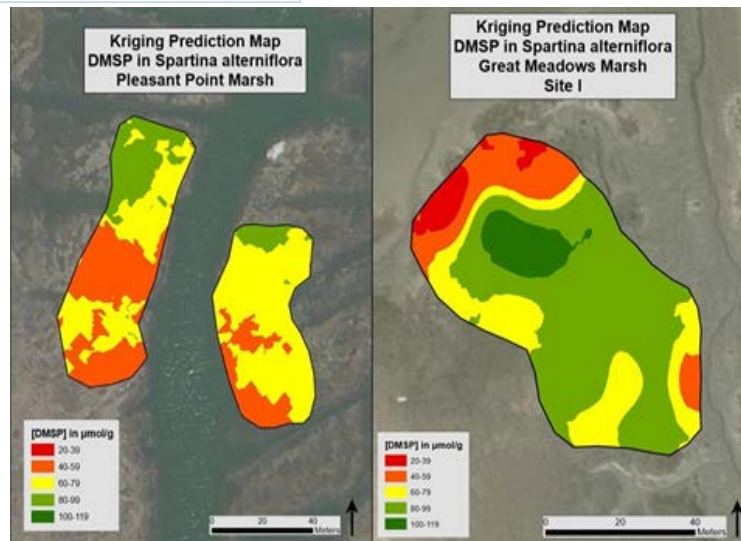 Kriging Prediction Map
DMSP in Spartina alterniflora
Pleasant Point Marsh
[DMSP] in µmol/g
20-39
40-59
60-79
80-99
100-119
0 20 40
Meters
Kriging Prediction Map
DMSP in Spartina alterniflora
Great Meadows Marsh
Site I
[DMSP] in µmol/g
20-39
40-59
60-79
80-99
100-119
0 20 40
Meters